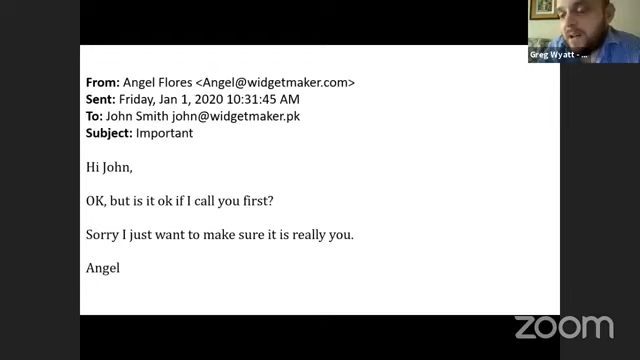 Greg Wyatt - ...
From: Angel Flores <Angel@widgetmaker.com>
Sent: Friday, Jan 1, 2020 10:31:45 AM
To: John Smith john@widgetmaker.pk
Subject: Important
Hi John,
OK, but is it ok if I call you first?
Sorry I just want to make sure it is really you.
Angel
zoom